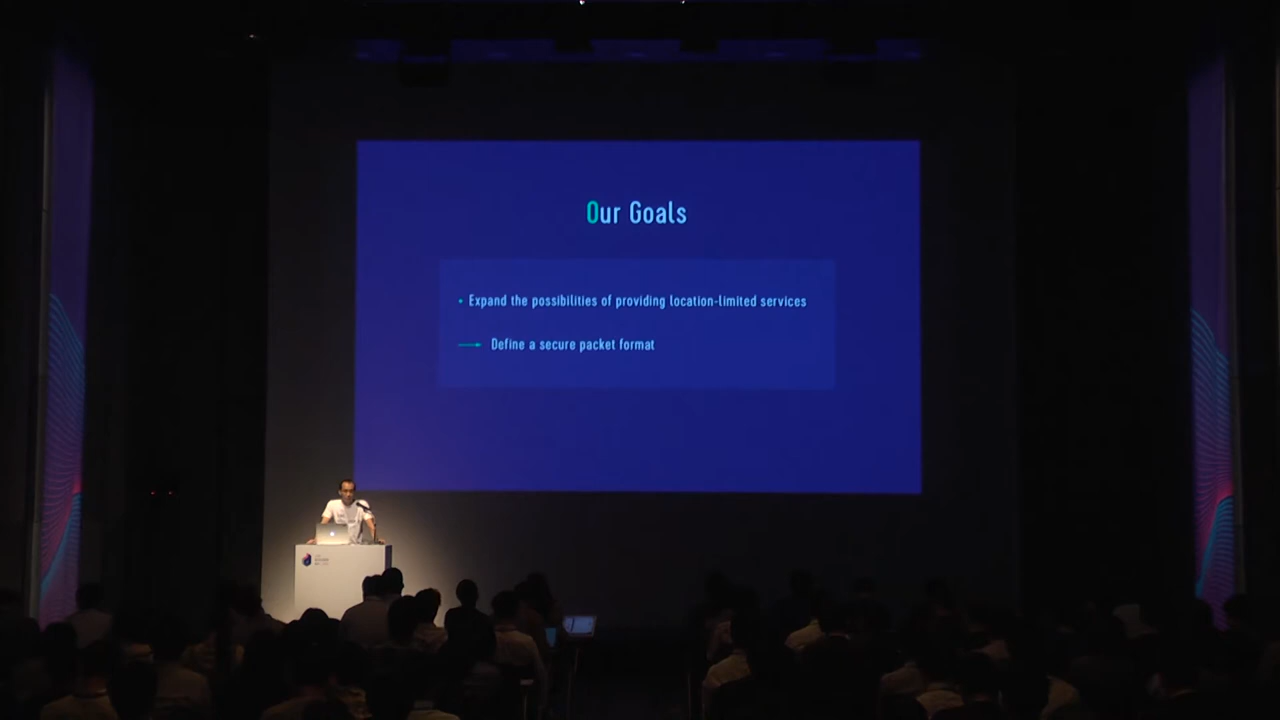 Our Goals
• Expand the possibilities of providing location-limited services
Define a secure packet format